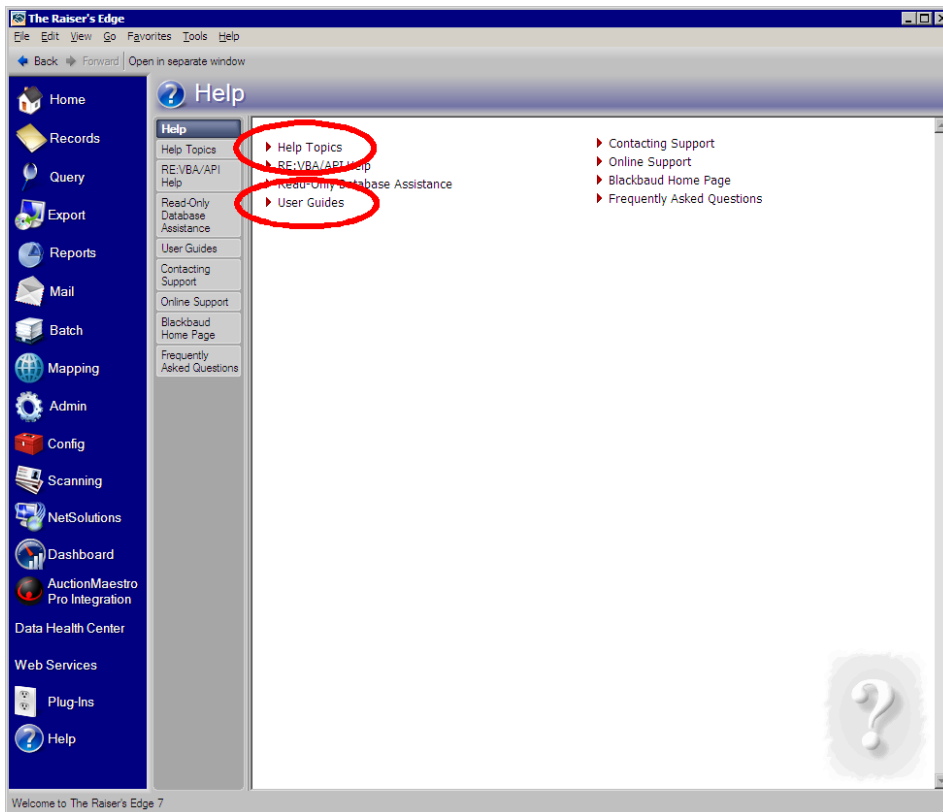 The Raiser's Edge
File Edit View Go Favorites Tools Help
Back Forward Open in separate window
Home
Records
Query
Export
Reports
Mail
Batch
Mapping
Admin
Config
Scanning
NetSolutions
Dashboard
AuctionMaestro
Pro Integration
Data Health Center
Web Services
Plug-Ins
Help
Help
Help
Help Topics
RE:VBA/API
Help
Read-Only
Database
Assistance
User Guides
Contacting
Support
Online Support
Blackbaud
Home Page
Frequently
Asked Questions
Help Topics
RE:VBA/API Help
Read-Only Database Assistance
User Guides
Contacting Support
Online Support
Blackbaud Home Page
Frequently Asked Questions
Welcome to The Raiser's Edge 7